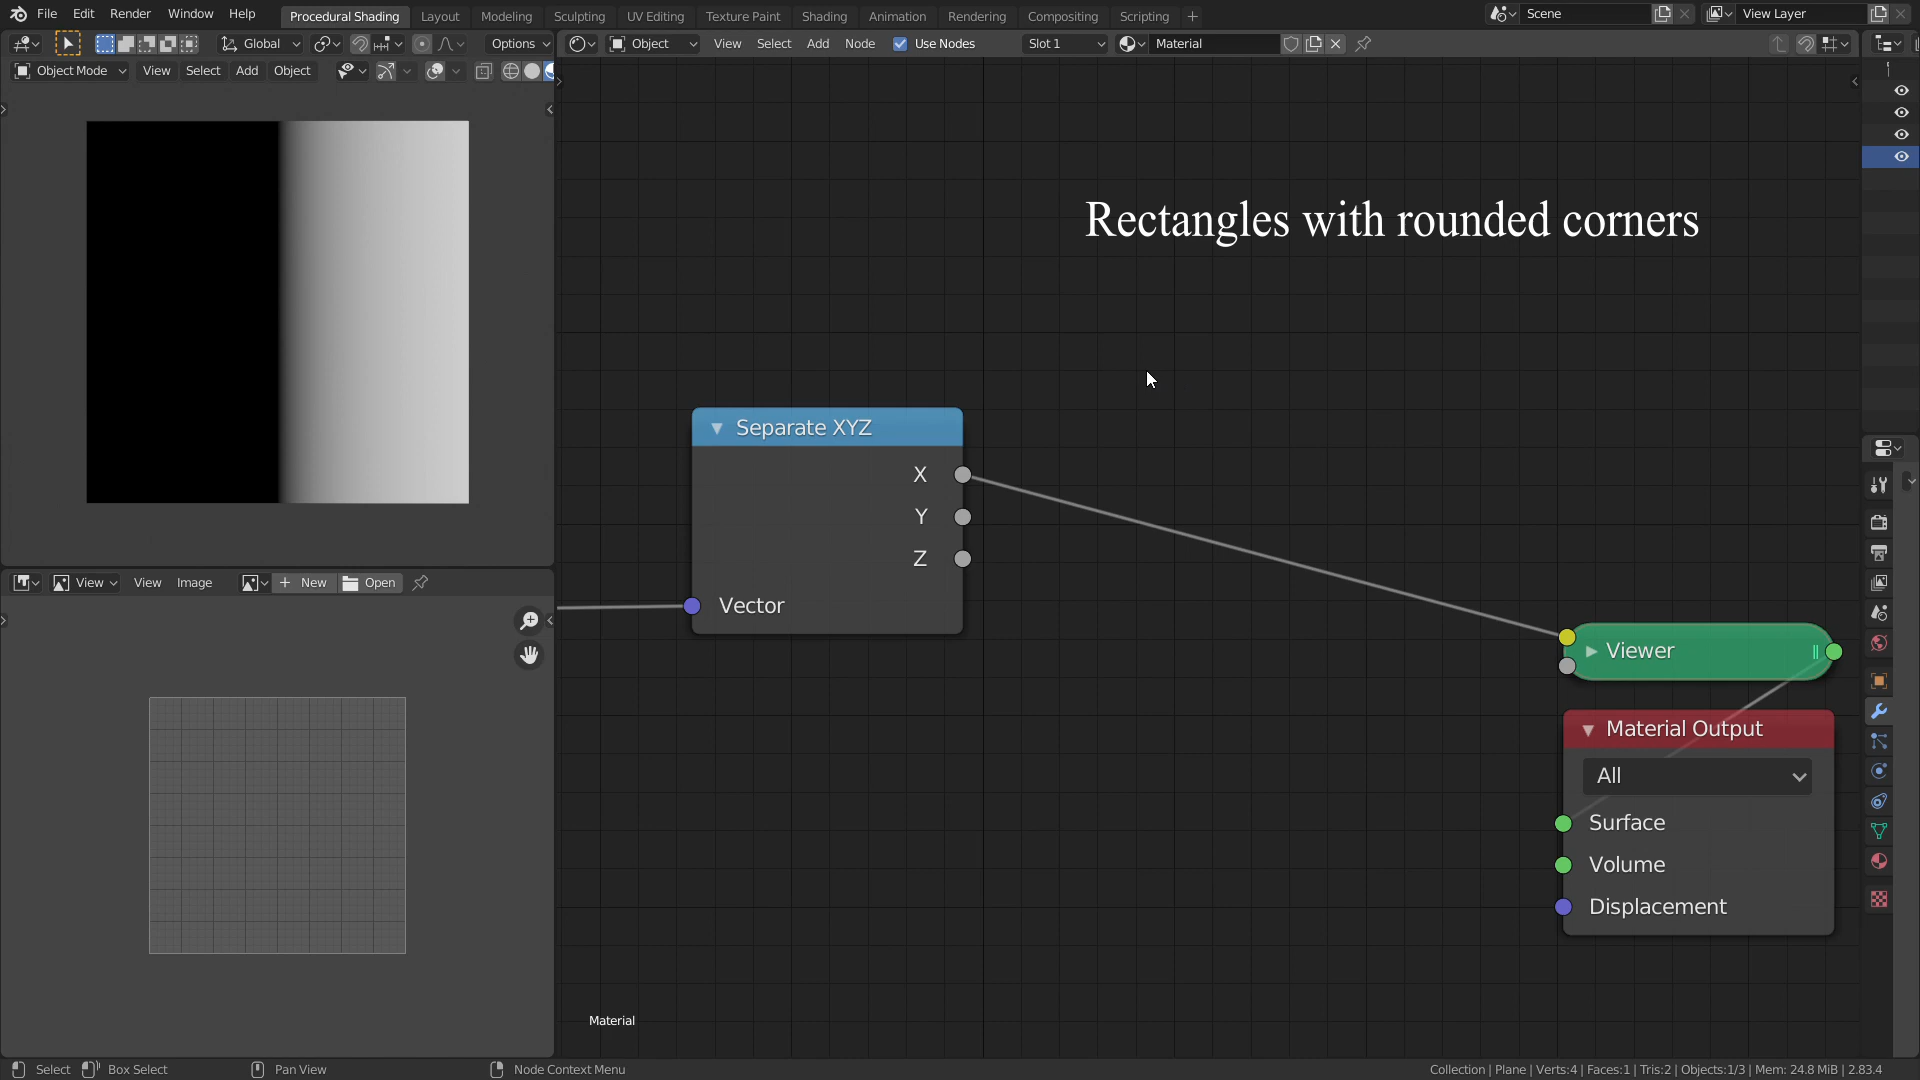 File Edit Render Window Help Procedural Shading Layout Modeling Sculpting UV Editing Texture Paint Shading Animation Rendering Compositing Scripting + Scene View Layer
Global Options Object View Select Add Node Use Nodes Slot 1 Material
Object Mode View Select Add Object
Rectangles with rounded corners
Separate XYZ
X
Y
Z
Vector
View View Image + New Open
Viewer
Material Output
All
Surface
Volume
Displacement
Material
Select Box Select Pan View Node Context Menu Collection | Plane | Verts:4 | Faces:1 | Tris:2 | Objects:1/3 | Mem: 24.8 MiB | 2.83.4